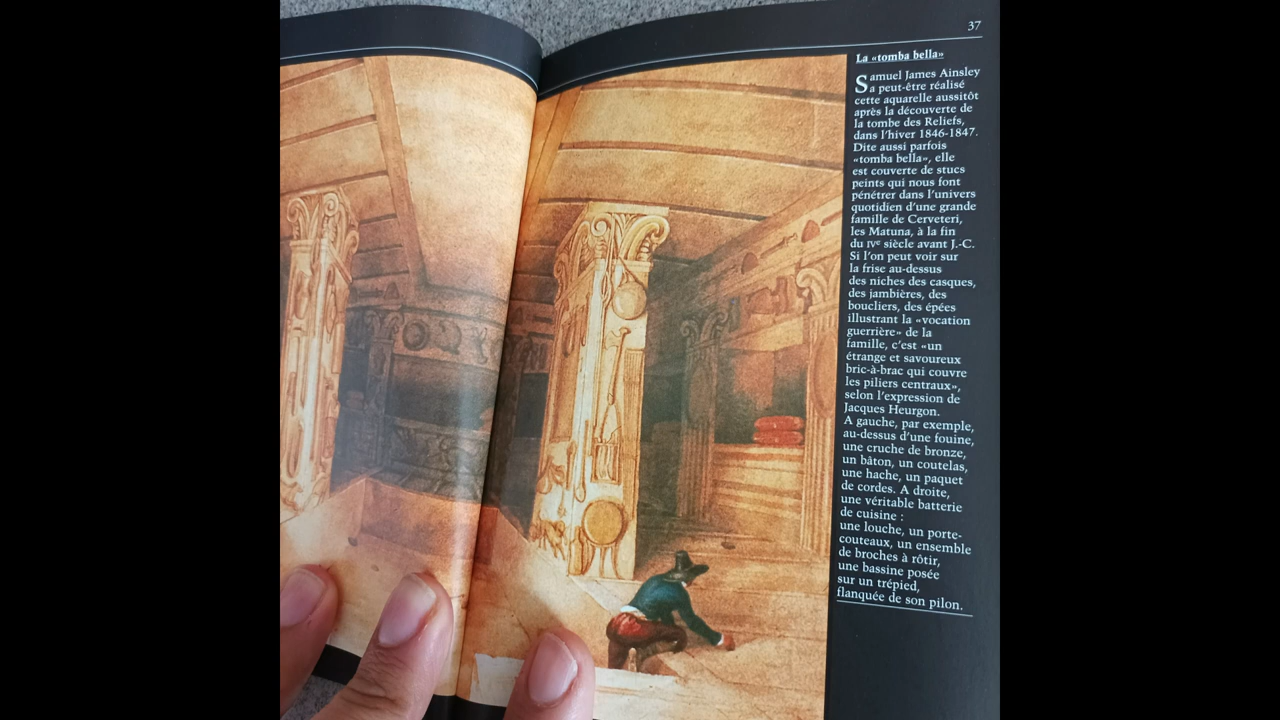 37
La «tomba bella»
Samuel James Ainsley
a peut-être réalisé
cette aquarelle aussitôt
après la découverte de
la tombe des Reliefs,
dans l'hiver 1846-1847.
Dite aussi parfois
«tomba bella», elle
est couverte de stucs
peints qui nous font
pénétrer dans l'univers
quotidien d'une grande
famille de Cerveteri,
les Matuna, à la fin
du IVe siècle avant J.-C.
Si l'on peut voir sur
la frise au-dessus
des niches des casques,
des jambières, des
boucliers, des épées
illustrant la «vocation
guerrière» de la
famille, c'est «un
étrange et savoureux
bric-à-brac qui couvre
les piliers centraux»,
selon l'expression de
Jacques Heurgon.
A gauche, par exemple,
au-dessus d'une fouine,
une cruche de bronze,
un bâton, un coutelas,
une hache, un paquet
de cordes. A droite,
une véritable batterie
de cuisine :
une louche, un porte-
couteaux, un ensemble
de broches à rôtir,
une bassine posée
sur un trépied,
flanquée de son pilon.